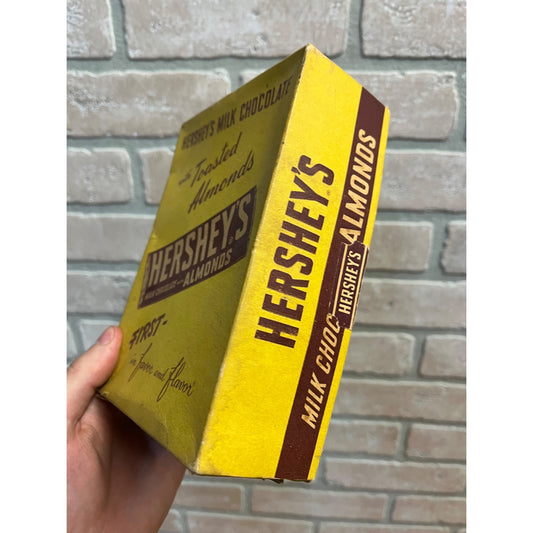 HERSHEY'S MILK CHOCOLATE
with Toasted
Almonds
HERSHEY'S
MILK CHOCOLATE
ALMONDS
FIRST-
in Favor and Flavor
HERSHEY'S
MILK CHOC
ALMONDS
HERSHEY'S